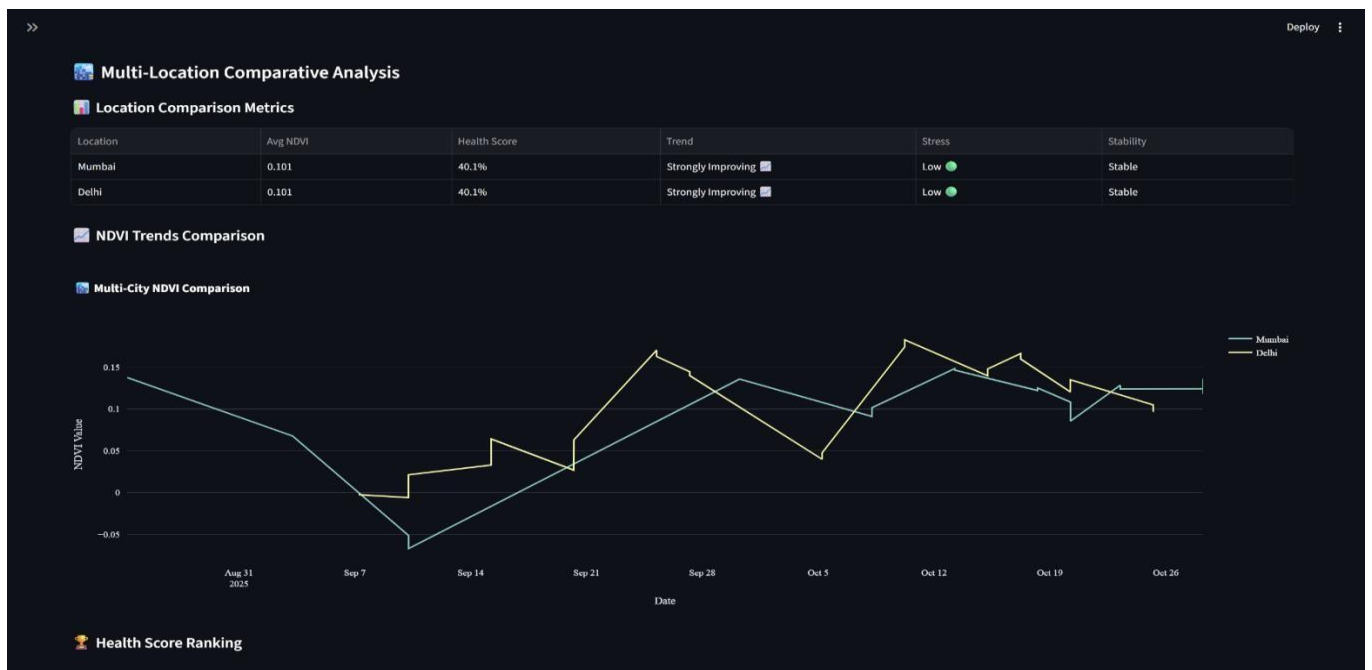 Deploy
Multi-Location Comparative Analysis
Location Comparison Metrics
Location Avg NDVI Health Score Trend Stress Stability
Mumbai 0.101 40.1% Strongly Improving Low Stable
Delhi 0.101 40.1% Strongly Improving Low Stable
NDVI Trends Comparison
Multi-City NDVI Comparison
Mumbai
Delhi
0.15
0.1
0.05
0
−0.05
NDVI Value
Aug 31 Sep 7 Sep 14 Sep 21 Sep 28 Oct 5 Oct 12 Oct 19 Oct 26
2025
Date
Health Score Ranking